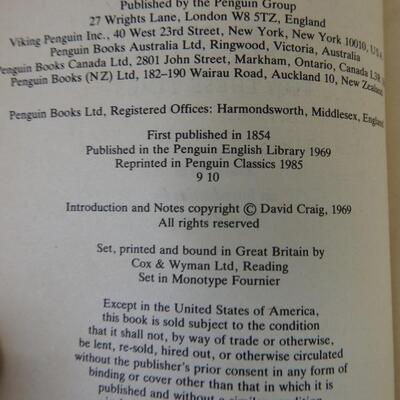 Published by the Penguin Group
27 Wrights Lane, London W8 5TZ, England
Viking Penguin Inc., 40 West 23rd Street, New York, New York 10010, U.S.A.
Penguin Books Australia Ltd, Ringwood, Victoria, Australia
Penguin Books Canada Ltd, 2801 John Street, Markham, Ontario, Canada L3R
Penguin Books (NZ) Ltd, 182–190 Wairau Road, Auckland 10, New Zealand
Penguin Books Ltd, Registered Offices: Harmondsworth, Middlesex, England
First published in 1854
Published in the Penguin English Library 1969
Reprinted in Penguin Classics 1985
9 10
Introduction and Notes copyright © David Craig, 1969
All rights reserved
Set, printed and bound in Great Britain by
Cox & Wyman Ltd, Reading
Set in Monotype Fournier
Except in the United States of America,
this book is sold subject to the condition
that it shall not, by way of trade or otherwise,
be lent, re-sold, hired out, or otherwise circulated
without the publisher's prior consent in any form of
binding or cover other than that in which it is
published and without a similar condition